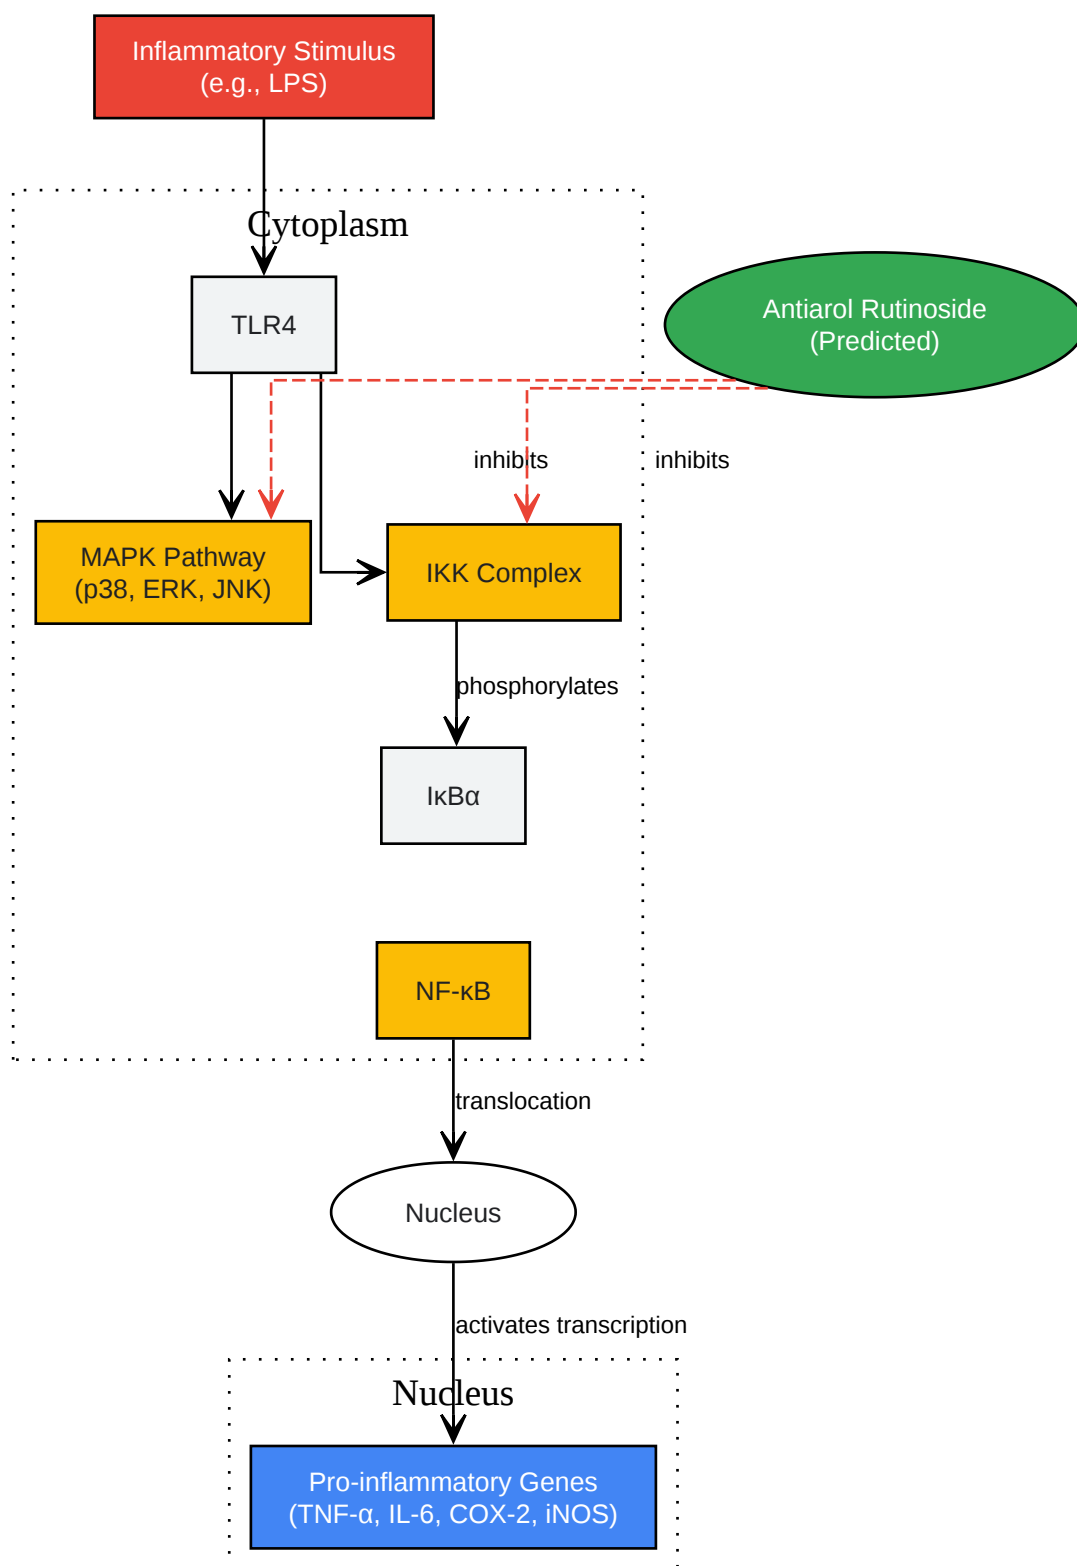 Inflammatory Stimulus
(e.g., LPS)
Cytoplasm
TLR4
Antiarol Rutinoside
(Predicted)
inhibits
inhibits
MAPK Pathway
(p38, ERK, JNK)
IKK Complex
phosphorylates
IκBα
NF-κB
translocation
Nucleus
activates transcription
Nucleus
Pro-inflammatory Genes
(TNF-α, IL-6, COX-2, iNOS)